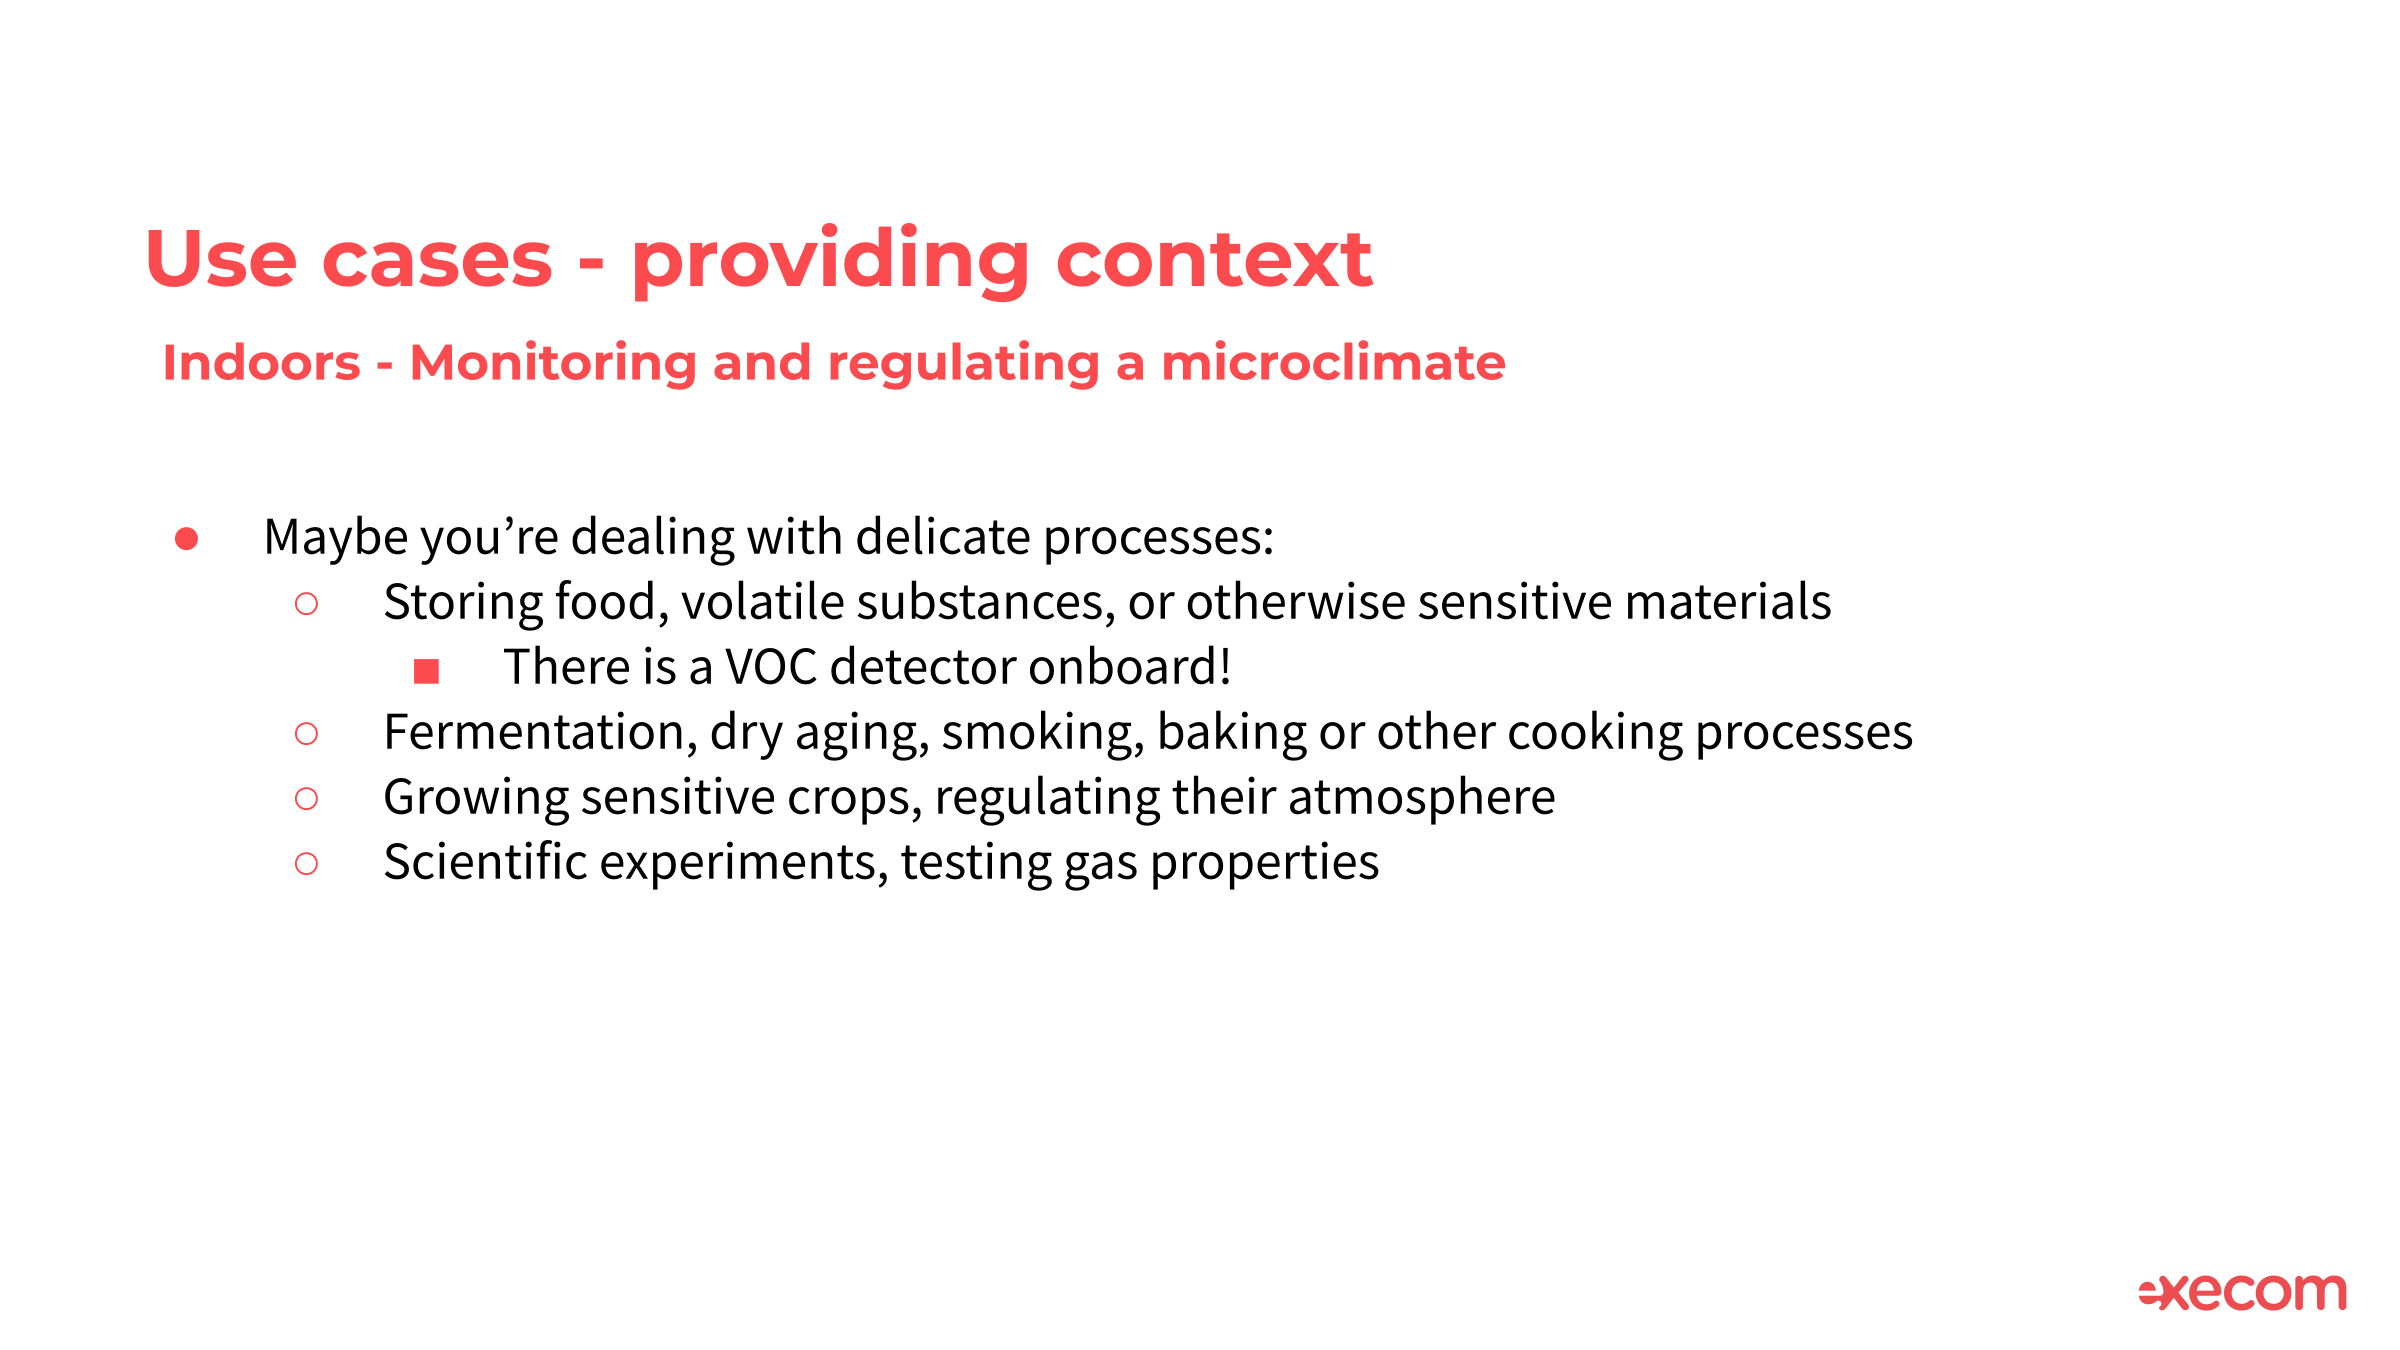 Use cases - providing context
Indoors - Monitoring and regulating a microclimate
● Maybe you’re dealing with delicate processes:
○ Storing food, volatile substances, or otherwise sensitive materials
■ There is a VOC detector onboard!
○ Fermentation, dry aging, smoking, baking or other cooking processes
○ Growing sensitive crops, regulating their atmosphere
○ Scientific experiments, testing gas properties
execom